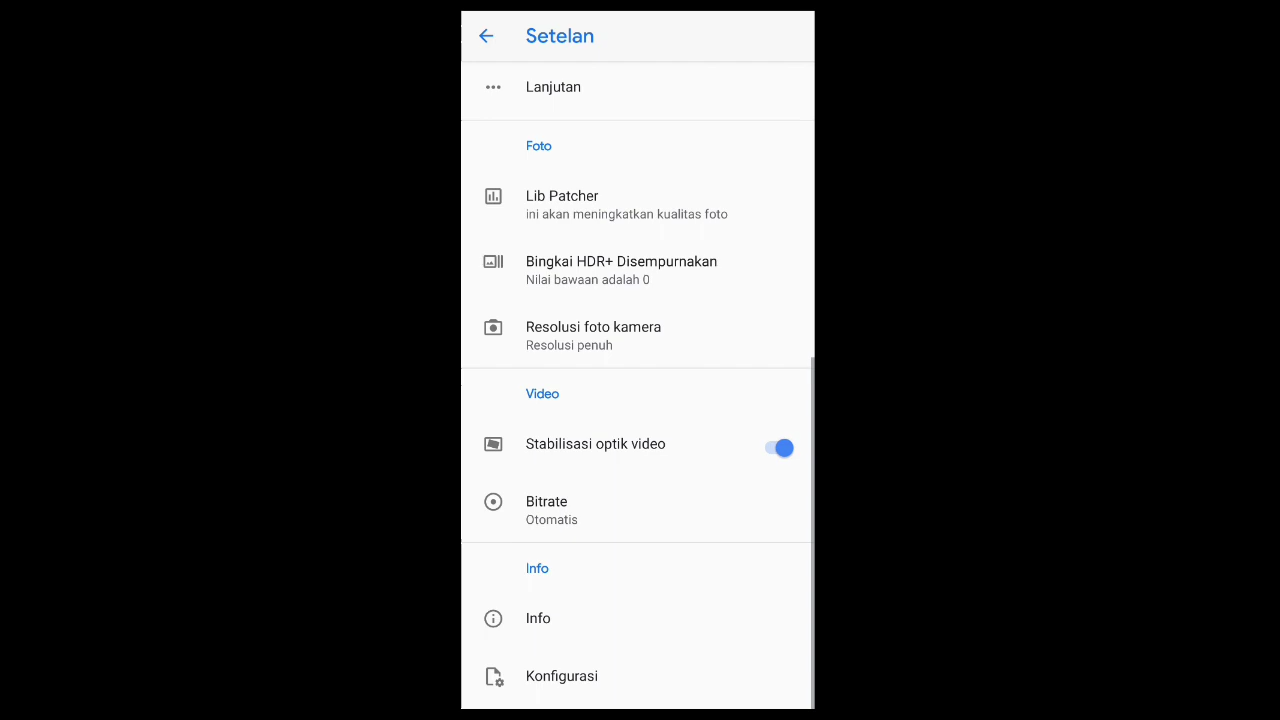 Setelan
Lanjutan
Foto
Lib Patcher
ini akan meningkatkan kualitas foto
Bingkai HDR+ Disempurnakan
Nilai bawaan adalah 0
Resolusi foto kamera
Resolusi penuh
Video
Stabilisasi optik video
Bitrate
Otomatis
Info
Info
Konfigurasi